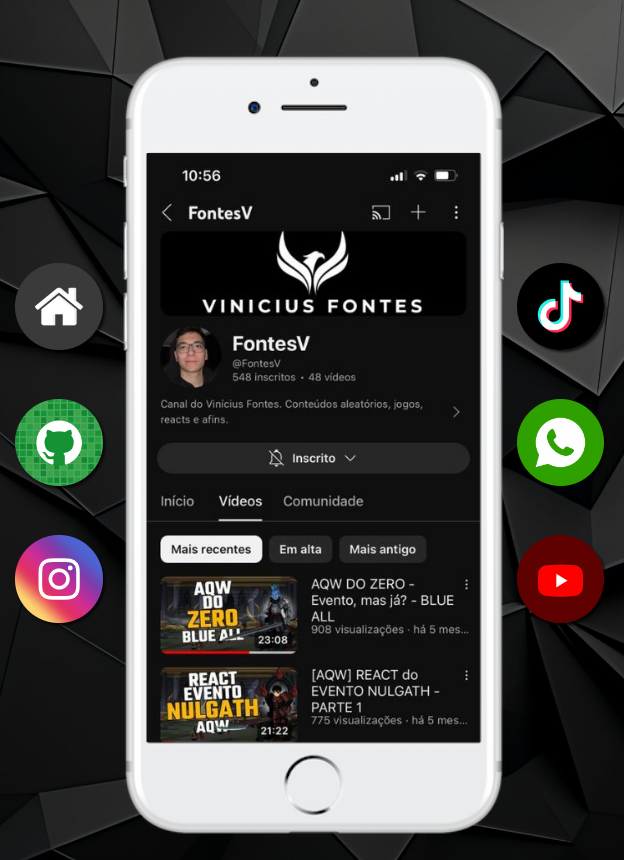 10:56
FontesV
VINICIUS FONTES
FontesV
@FontesV
548 inscritos • 48 vídeos
Canal do Vinícius Fontes. Conteúdos aleatórios, jogos,
reacts e afins.
Inscrito
Início Vídeos Comunidade
Mais recentes Em alta Mais antigo
AQW
DO
ZERO
BLUE ALL
23:08
AQW DO ZERO -
Evento, mas já? - BLUE
ALL
908 visualizações · há 5 mes...
REACT
EVENTO
NULGATH
AQW
21:22
[AQW] REACT do
EVENTO NULGATH -
PARTE 1
775 visualizações · há 5 mes...